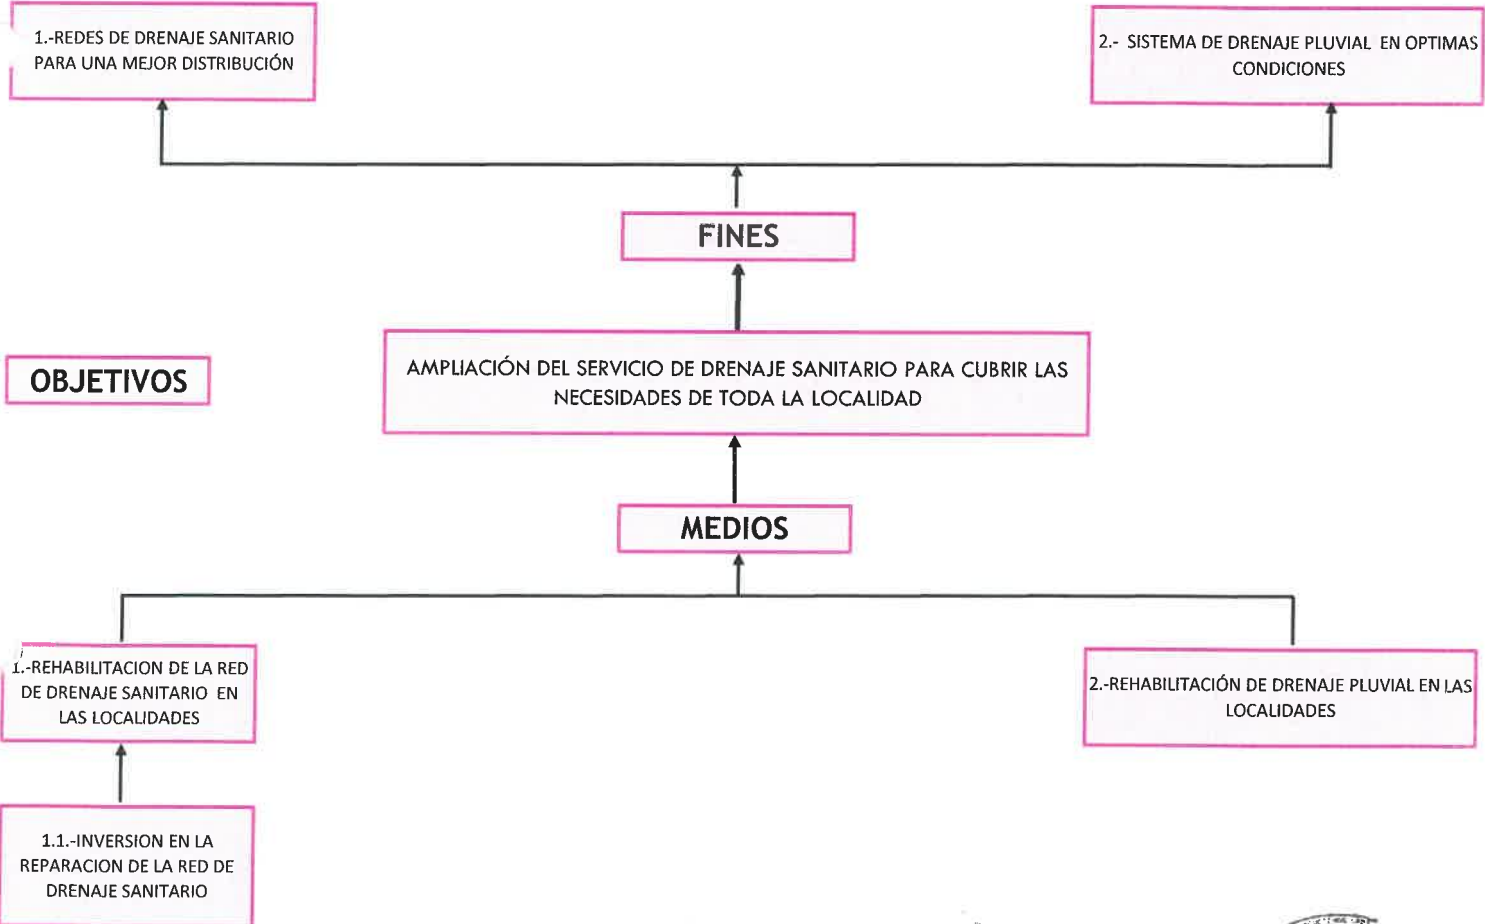 1.-REDES DE DRENAJE SANITARIO
PARA UNA MEJOR DISTRIBUCIÓN
2.- SISTEMA DE DRENAJE PLUVIAL EN OPTIMAS
CONDICIONES
FINES
OBJETIVOS
AMPLIACIÓN DEL SERVICIO DE DRENAJE SANITARIO PARA CUBRIR LAS
NECESIDADES DE TODA LA LOCALIDAD
MEDIOS
1.-REHABILITACION DE LA RED
DE DRENAJE SANITARIO EN
LAS LOCALIDADES
2.-REHABILITACIÓN DE DRENAJE PLUVIAL EN LAS
LOCALIDADES
1.1.-INVERSION EN LA
REPARACION DE LA RED DE
DRENAJE SANITARIO